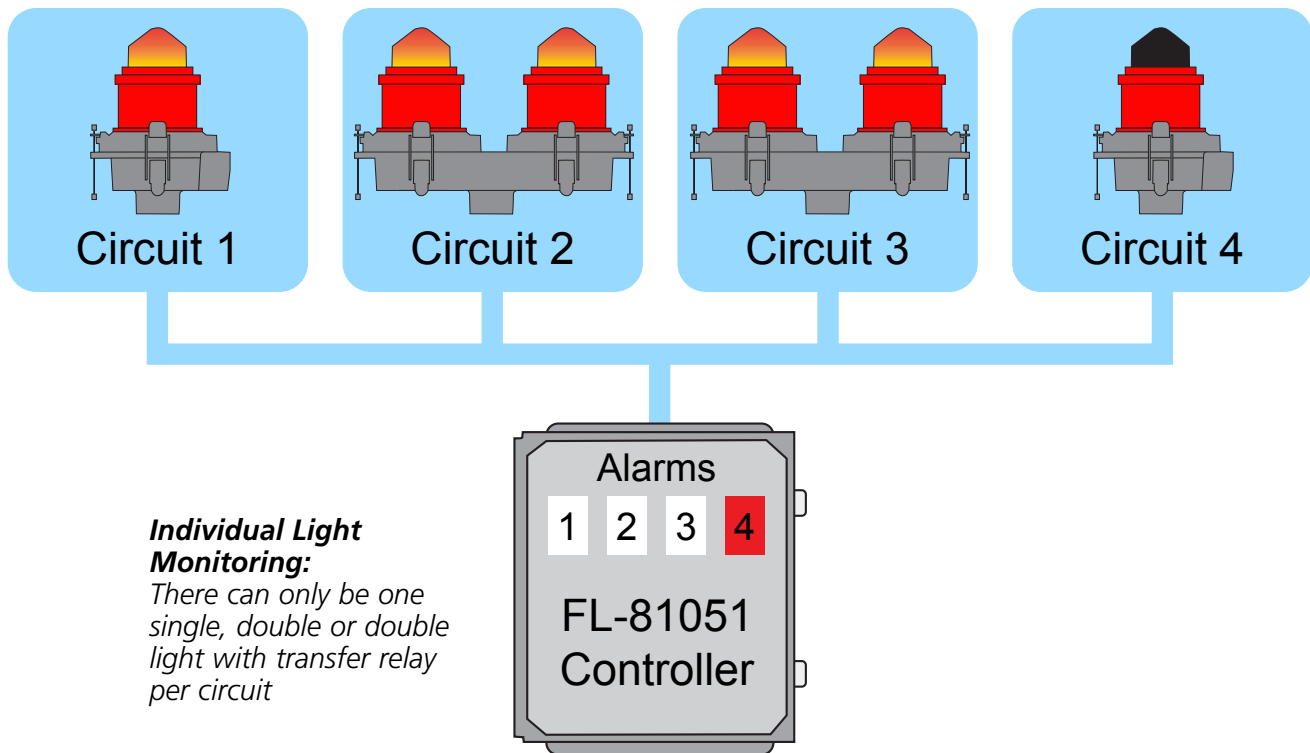 Circuit 1
Circuit 2
Circuit 3
Circuit 4
Alarms
1 2 3 4
FL-81051
Controller
Individual Light
Monitoring:
There can only be one
single, double or double
light with transfer relay
per circuit